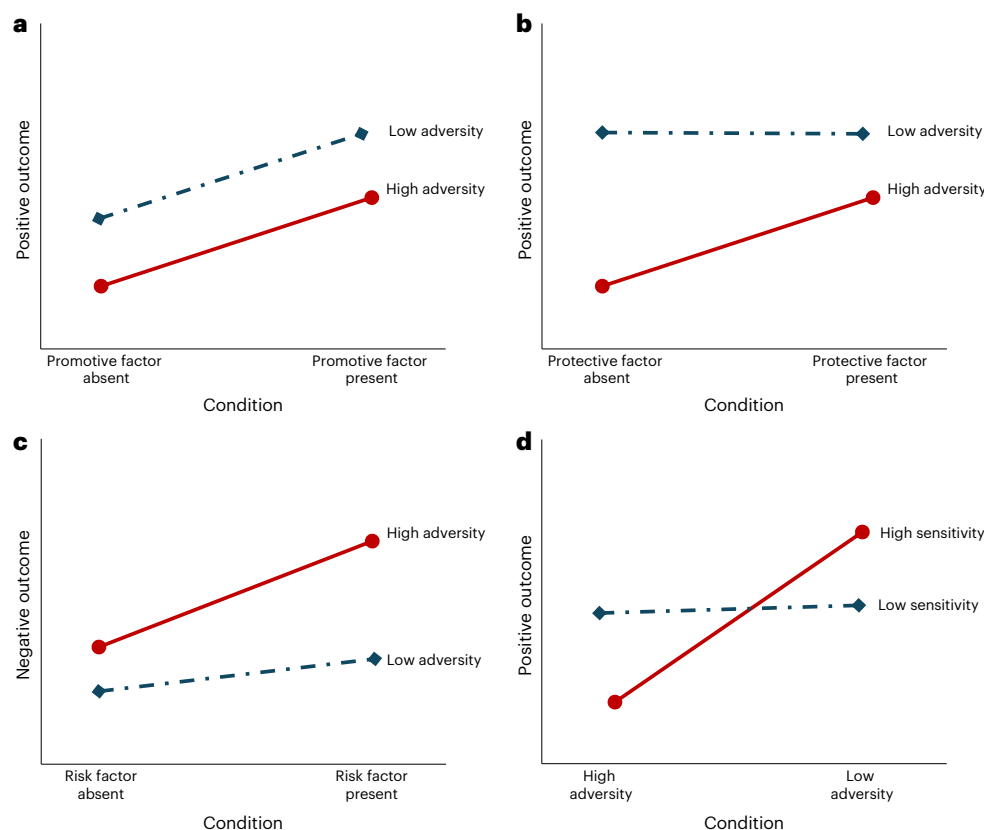 a
Positive outcome
Low adversity
High adversity
Promotive factor
absent
Promotive factor
present
Condition
b
Positive outcome
Low adversity
High adversity
Protective factor
absent
Protective factor
present
Condition
c
Negative outcome
High adversity
Low adversity
Risk factor
absent
Risk factor
present
Condition
d
Positive outcome
High sensitivity
Low sensitivity
High
adversity
Low
adversity
Condition